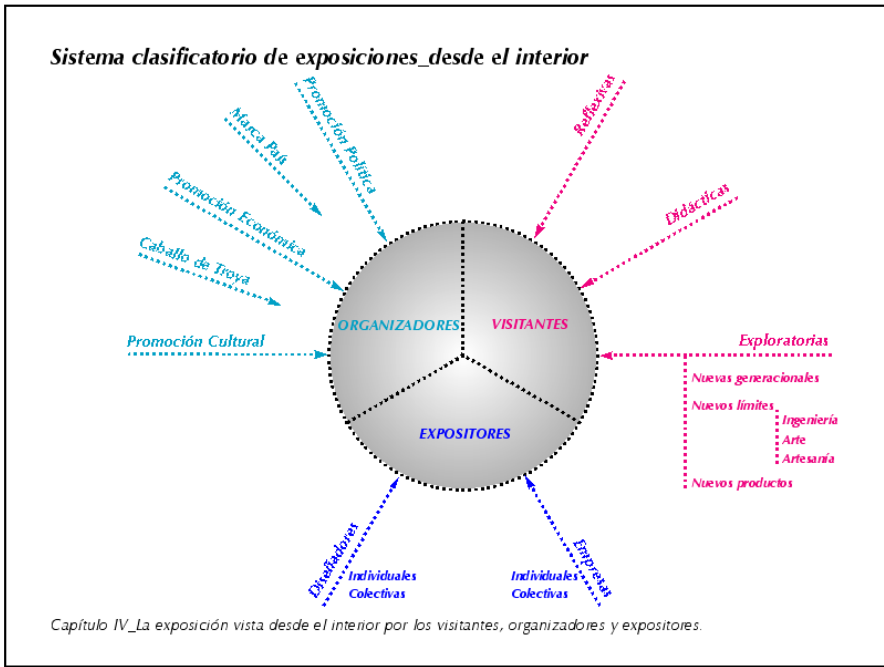 Sistema clasificatorio de exposiciones_desde el interior
Promoción Política
Marca País
Promoción Económica
Caballo de Troya
Promoción Cultural
ORGANIZADORES
VISITANTES
EXPOSITORES
Reflexivas
Didácticas
Exploratorias
Nuevas generacionales
Nuevos límites
Ingeniería
Arte
Artesanía
Nuevos productos
Diseñadores
Individuales
Colectivas
Empresas
Individuales
Colectivas
Capítulo IV_La exposición vista desde el interior por los visitantes, organizadores y expositores.